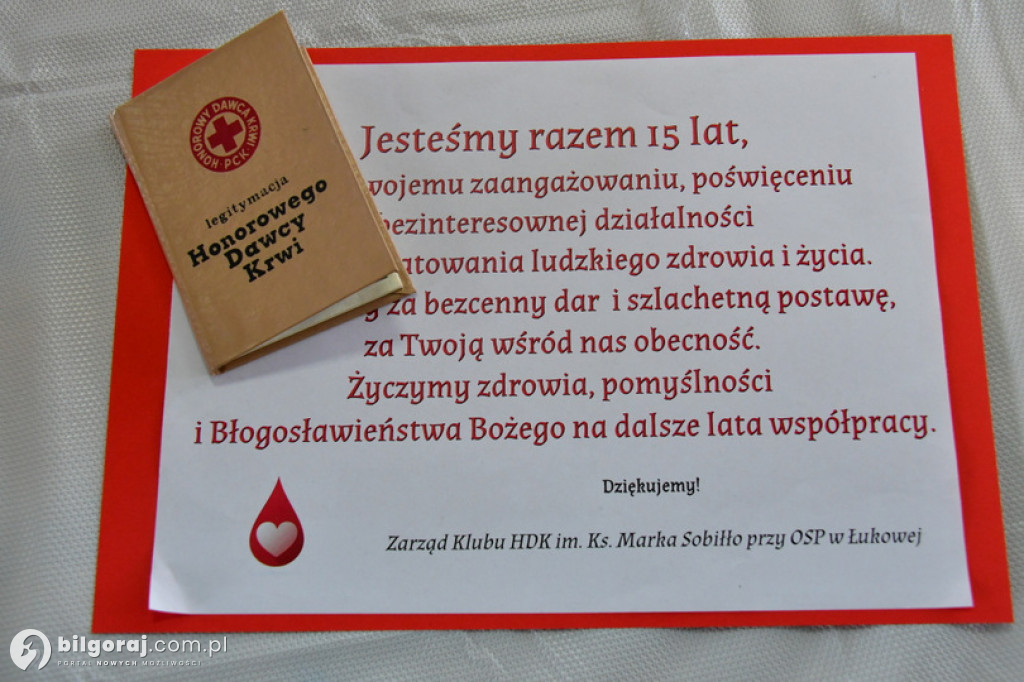 HONOROWY DAWCA KRWI
PCK
legitymacja
Honorowego
Dawcy
Krwi
Jesteśmy razem 15 lat,
wojemu zaangażowaniu, poświęceniu
bezinteresownej działalności
atowania ludzkiego zdrowia i życia.
y za bezcenny dar i szlachetną postawę,
za Twoją wśród nas obecność.
Życzymy zdrowia, pomyślności
i Błogosławieństwa Bożego na dalsze lata współpracy.
Dziękujemy!
Zarząd Klubu HDK im. Ks. Marka Sobiłło przy OSP w Łukowej
bilgoraj.com.pl
PORTAL NOWYCH MOŻLIWOŚCI